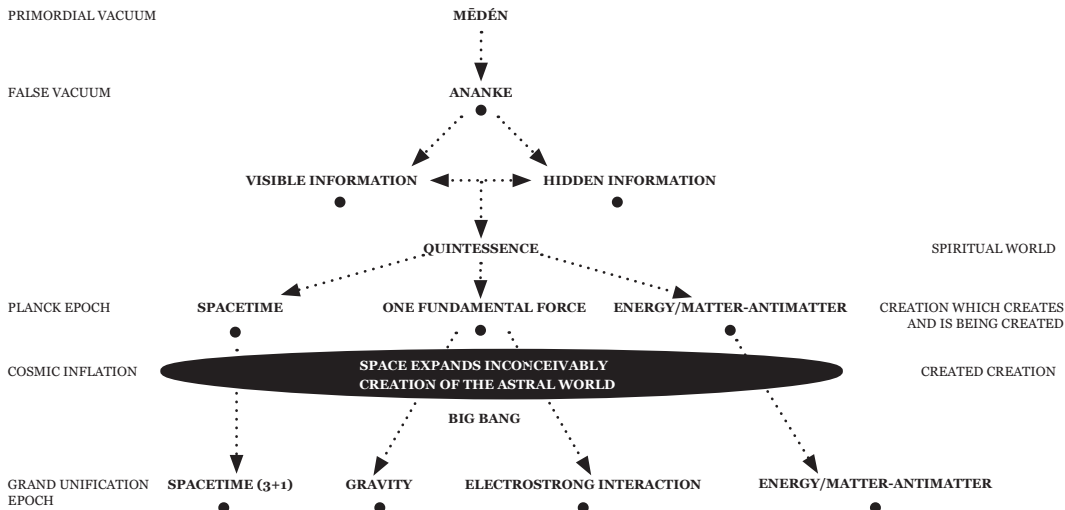 PRIMORDIAL VACUUM
MĒDÉN
FALSE VACUUM
ANANKE
VISIBLE INFORMATION
HIDDEN INFORMATION
QUINTESSENCE
SPIRITUAL WORLD
PLANCK EPOCH
SPACETIME
ONE FUNDAMENTAL FORCE
ENERGY/MATTER-ANTIMATTER
CREATION WHICH CREATES
AND IS BEING CREATED
COSMIC INFLATION
SPACE EXPANDS INCONCEIVABLY
CREATION OF THE ASTRAL WORLD
CREATED CREATION
BIG BANG
GRAND UNIFICATION
EPOCH
SPACETIME (3+1)
GRAVITY
ELECTROSTRONG INTERACTION
ENERGY/MATTER-ANTIMATTER